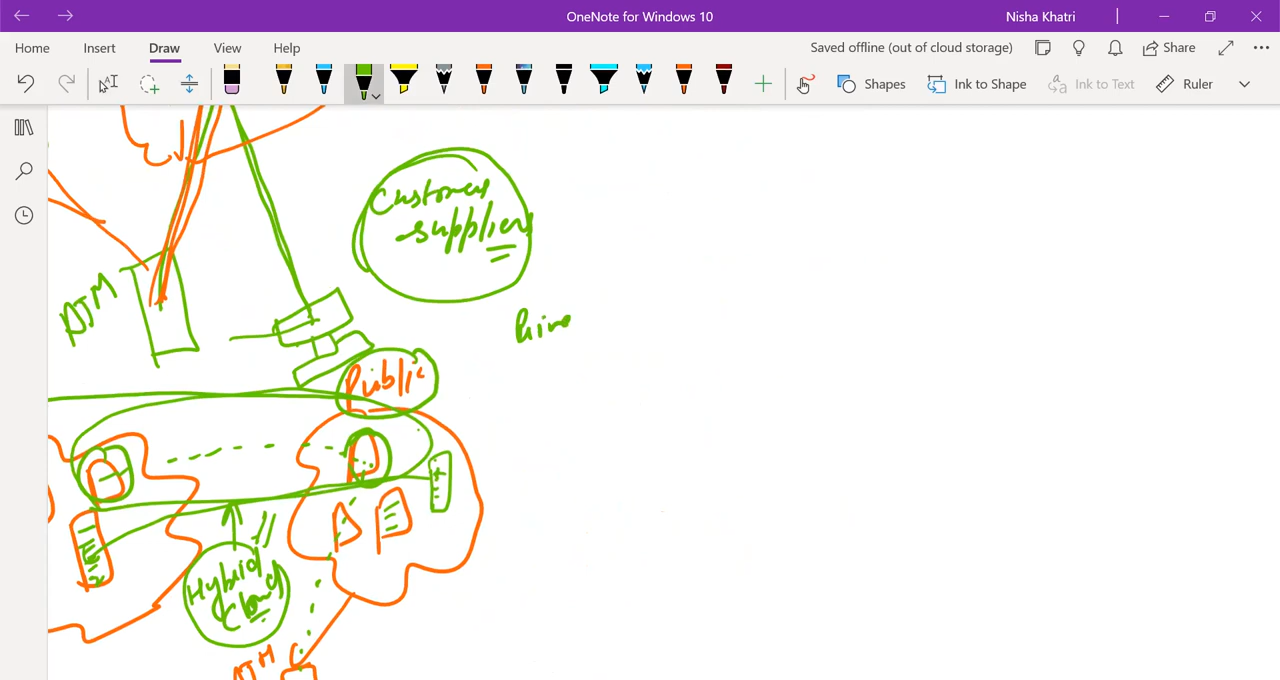 OneNote for Windows 10
Nisha Khatri
Home Insert Draw View Help
Saved offline (out of cloud storage)
Share
Shapes
Ink to Shape
Ink to Text
Ruler
Customer
supplier
ATM
Public
Hybrid
Cloud
ATM